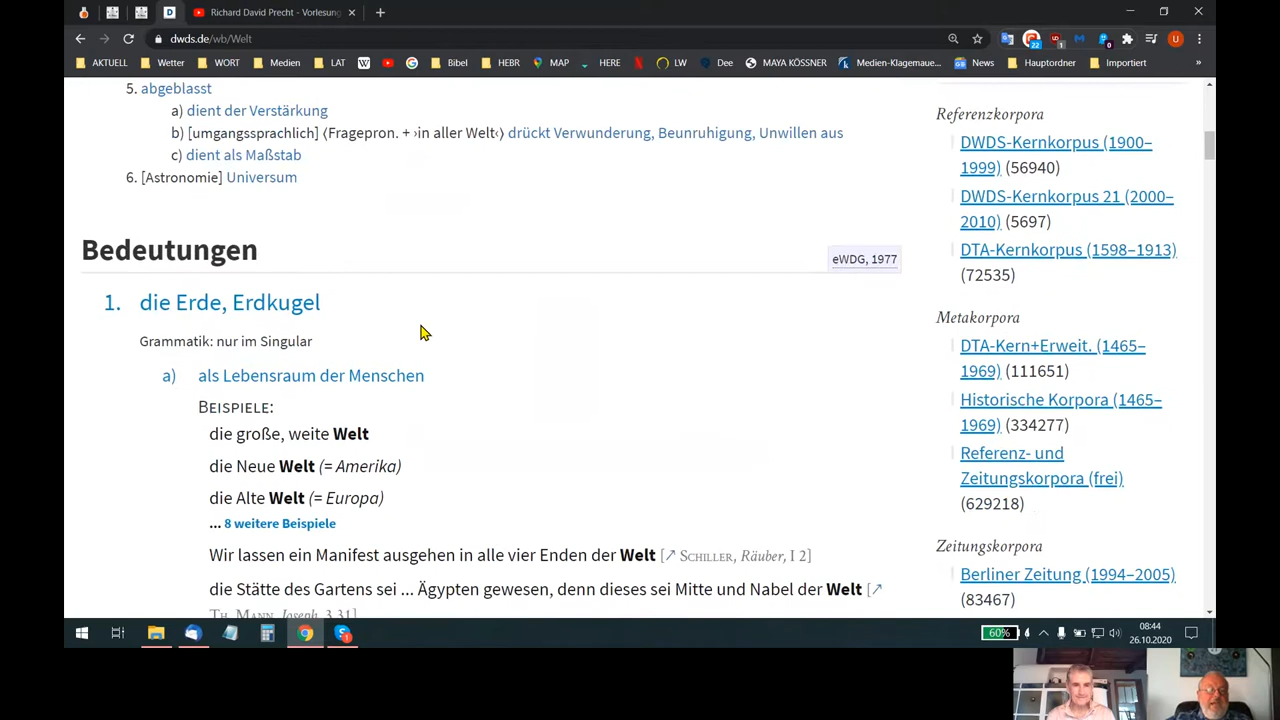 Richard David Precht - Vorlesung
dwds.de/wb/Welt
AKTUELL Wetter WORT Medien LAT Bibel HEBR MAP HERE LW Dee MAYA KÖSSNER Medien-Klagemaue... News Hauptordner Importiert »
5. abgeblasst
a) dient der Verstärkung
b) [umgangssprachlich] ⟨Fragepron. + ›in aller Welt‹⟩ drückt Verwunderung, Beunruhigung, Unwillen aus
c) dient als Maßstab
6. [Astronomie] Universum
Bedeutungen
eWDG, 1977
1. die Erde, Erdkugel
Grammatik: nur im Singular
a) als Lebensraum der Menschen
BEISPIELE:
die große, weite Welt
die Neue Welt (= Amerika)
die Alte Welt (= Europa)
... 8 weitere Beispiele
Wir lassen ein Manifest ausgehen in alle vier Enden der Welt [↗ SCHILLER, Räuber, I 2]
die Stätte des Gartens sei ... Ägypten gewesen, denn dieses sei Mitte und Nabel der Welt [↗
TH. MANN, Joseph, 3,31]
Referenzkorpora
DWDS-Kernkorpus (1900–
1999) (56940)
DWDS-Kernkorpus 21 (2000–
2010) (5697)
DTA-Kernkorpus (1598–1913)
(72535)
Metakorpora
DTA-Kern+Erweit. (1465–
1969) (111651)
Historische Korpora (1465–
1969) (334277)
Referenz- und
Zeitungskorpora (frei)
(629218)
Zeitungskorpora
Berliner Zeitung (1994–2005)
(83467)
60%
08:44
26.10.2020